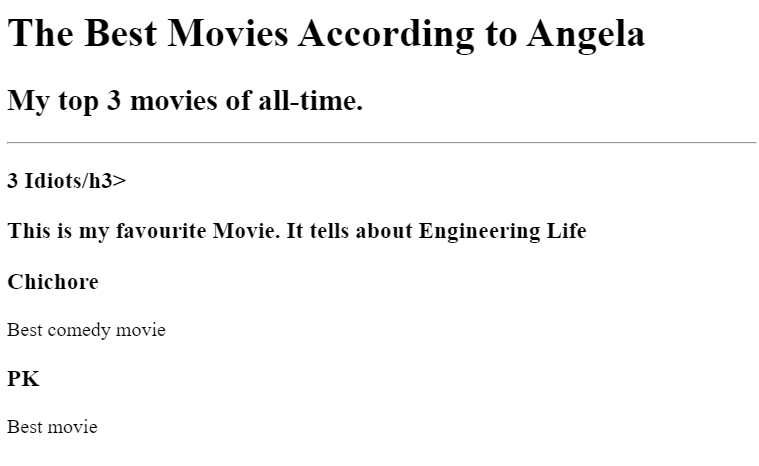 The Best Movies According to Angela
My top 3 movies of all-time.
3 Idiots/h3>
This is my favourite Movie. It tells about Engineering Life
Chichore
Best comedy movie
PK
Best movie